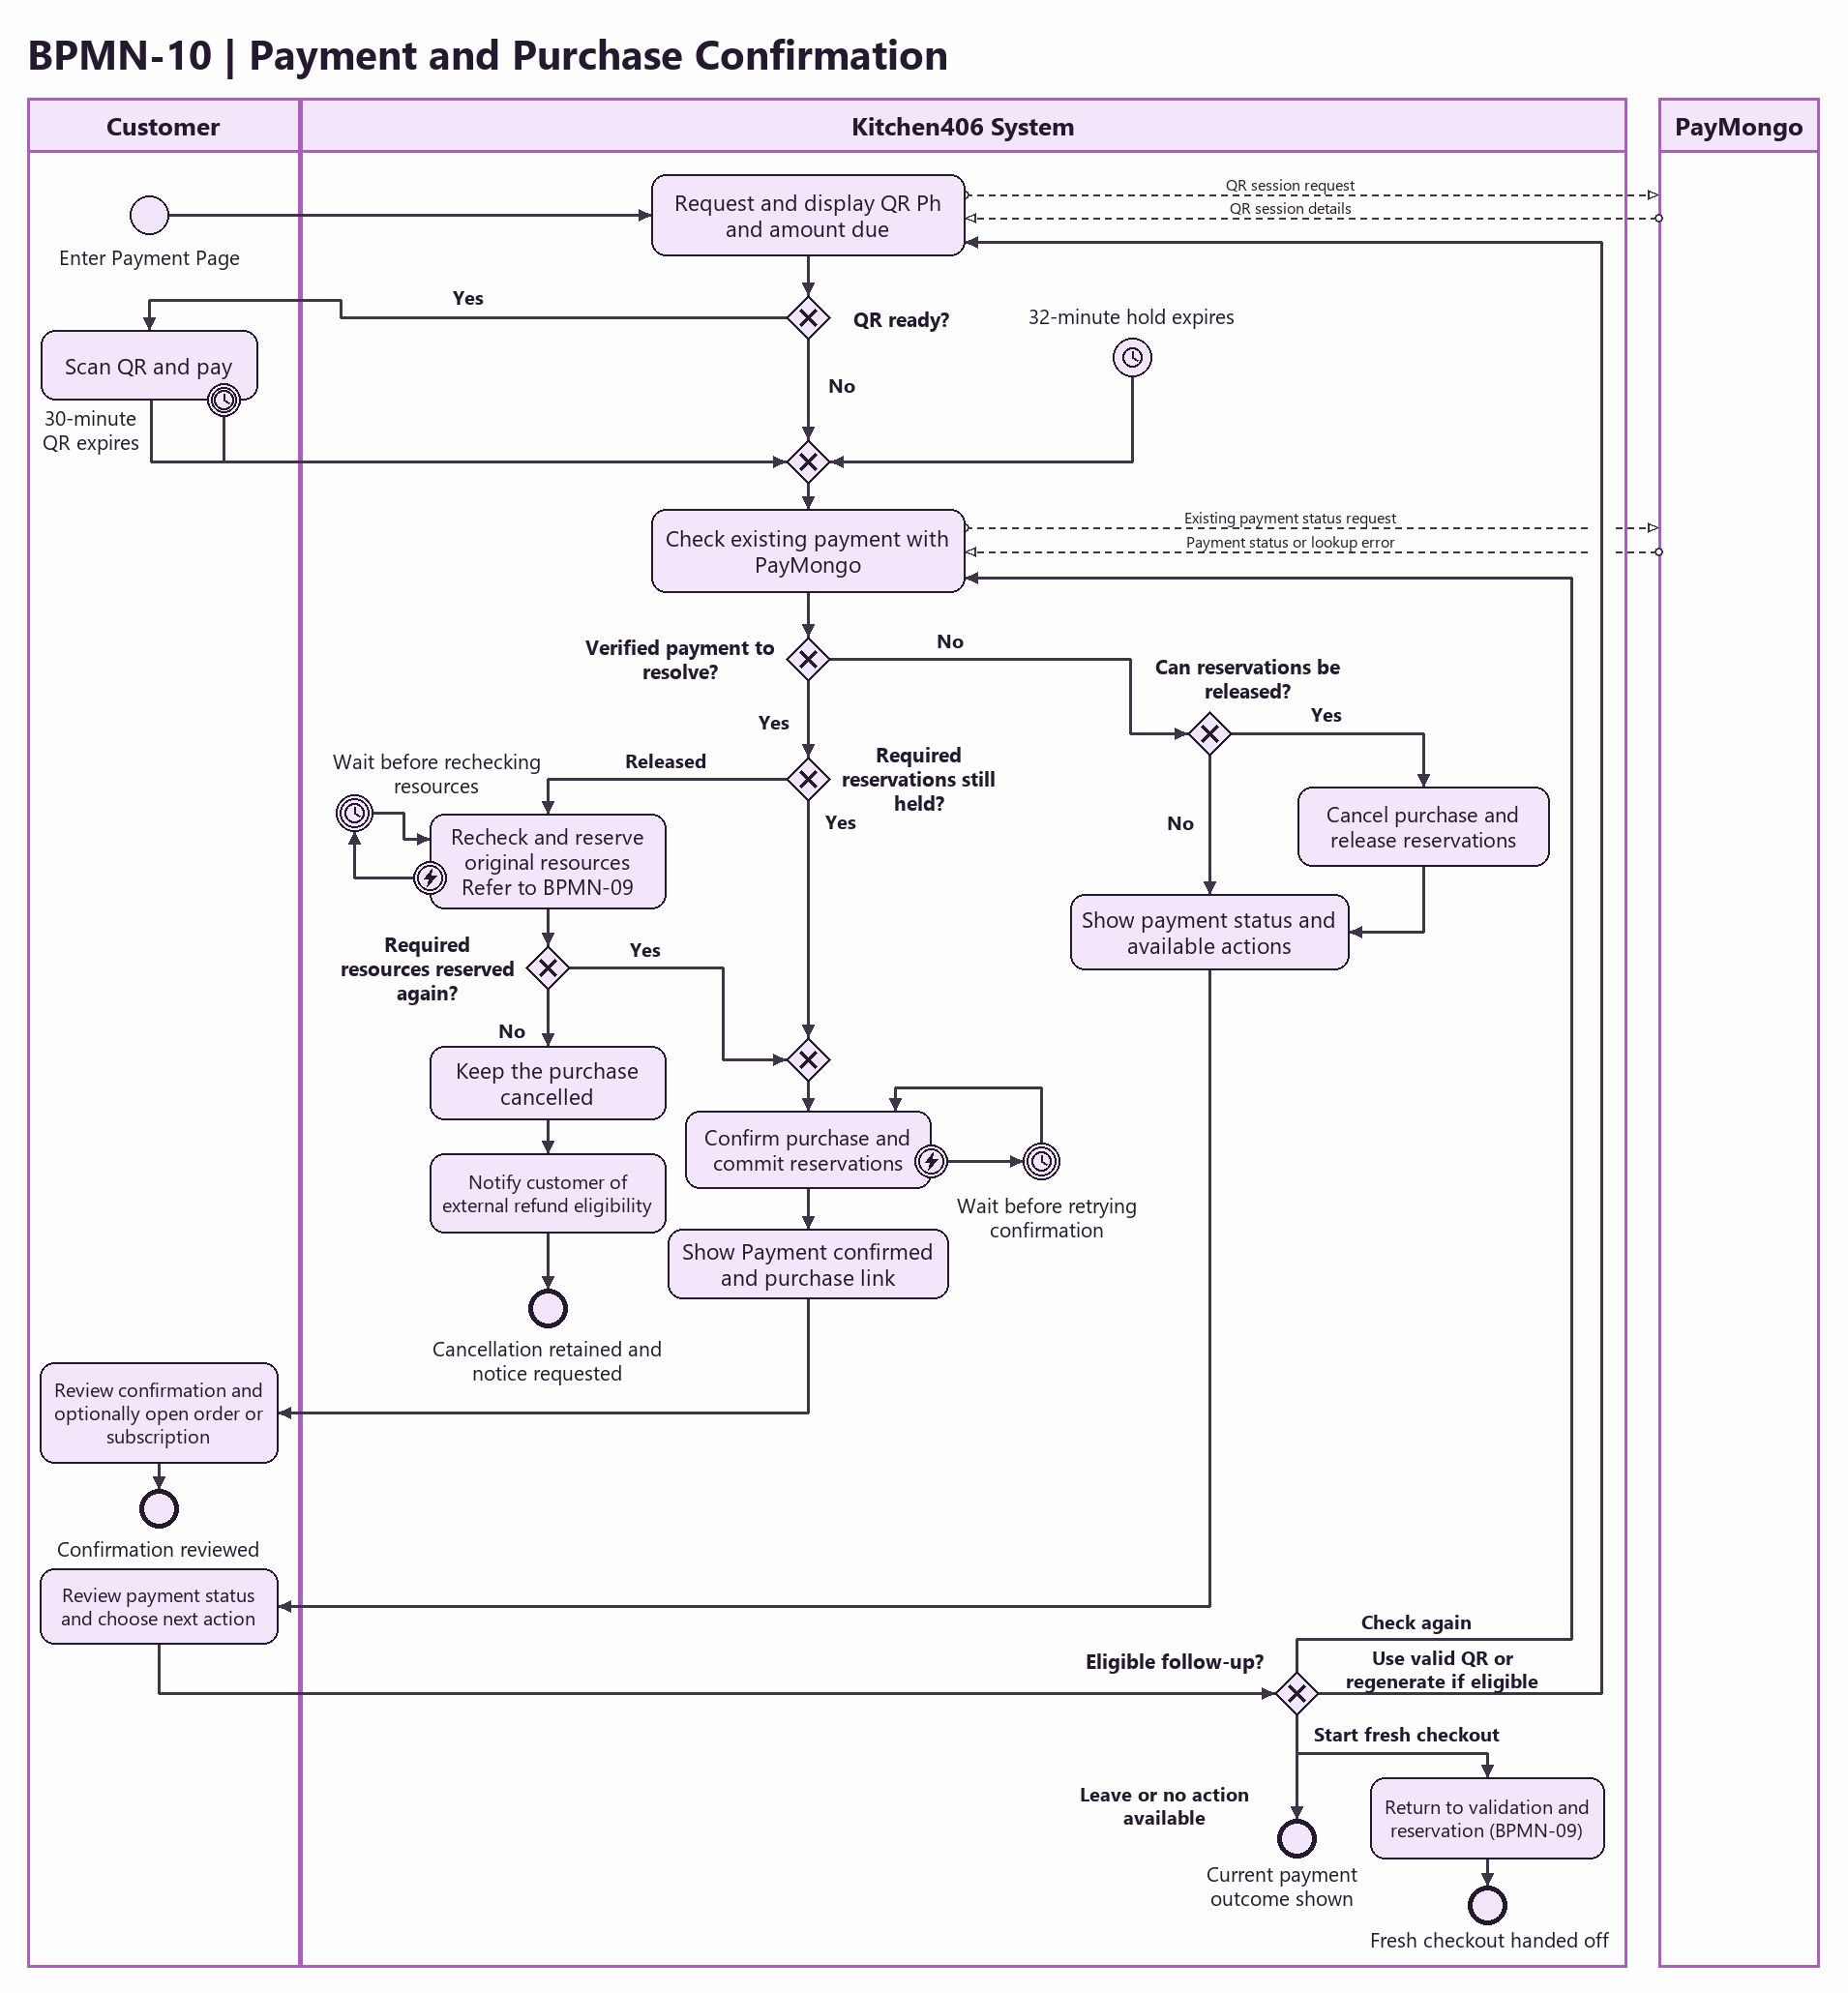 BPMN-10 | Payment and Purchase Confirmation
Customer
Kitchen406 System
PayMongo
Enter Payment Page
Request and display QR Ph
and amount due
QR session request
QR session details
Yes
QR ready?
32-minute hold expires
Scan QR and pay
No
30-minute
QR expires
Check existing payment with
PayMongo
Existing payment status request
Payment status or lookup error
Verified payment to
resolve?
No
Can reservations be
released?
Yes
Yes
Released
Required
reservations still
held?
Wait before rechecking
resources
Yes
No
Cancel purchase and
release reservations
Recheck and reserve
original resources
Refer to BPMN-09
Show payment status and
available actions
Required
resources reserved
again?
Yes
No
Keep the purchase
cancelled
Confirm purchase and
commit reservations
Wait before retrying
confirmation
Notify customer of
external refund eligibility
Show Payment confirmed
and purchase link
Cancellation retained and
notice requested
Review confirmation and
optionally open order or
subscription
Confirmation reviewed
Review payment status
and choose next action
Check again
Eligible follow-up?
Use valid QR or
regenerate if eligible
Start fresh checkout
Leave or no action
available
Return to validation and
reservation (BPMN-09)
Current payment
outcome shown
Fresh checkout handed off